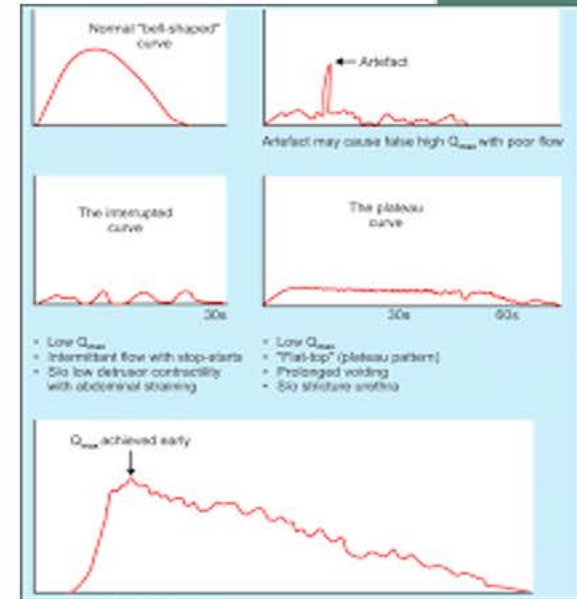 Normal "bell-shaped"
curve
Artefact
Artefact may cause false high Qmax with poor flow
The interrupted
curve
30s
The plateau
curve
30s
60s
• Low Qmax
• Intermittant flow with stop-starts
• S/o low detrusor contractility
with abdominal straining
• Low Qmax
• "Flat-top" (plateau pattern)
• Prolonged voiding
• S/o stricture urethra
Qmax achieved early